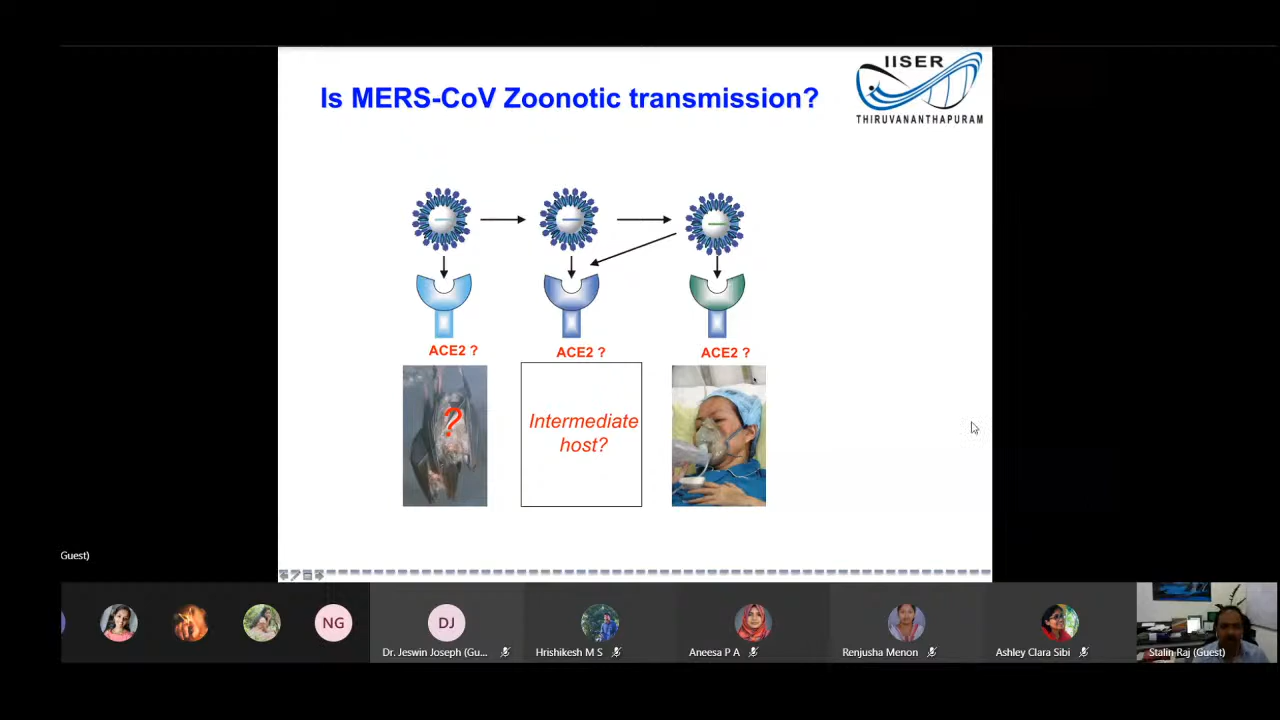 IISER
Is MERS-CoV Zoonotic transmission?
THIRUVANANTHAPURAM
ACE2 ?
ACE2 ?
ACE2 ?
?
Intermediate
host?
Guest)
NG
DJ
Dr. Jeswin Joseph (Gu...
Hrishikesh M S
Aneesa P A
Renjusha Menon
Ashley Clara Sibi
Stalin Raj (Guest)